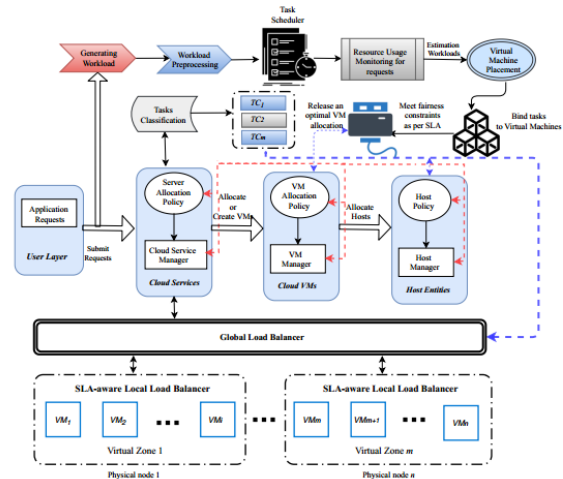 Task
Scheduler
Generating
Workload
Workload
Preprocessing
Resource Usage
Monitoring for
requests
Estimation
Workloads
Virtual
Machine
Placement
Tasks
Classification
TC1
TC2
TCm
Release an
optimal VM
allocation
Meet fairness
constraints
as per SLA
Bind tasks
to Virtual Machines
Application
Requests
User Layer
Submit
Requests
Server
Allocation
Policy
Cloud Service
Manager
Cloud Services
Allocate
or
Create VMs
VM
Allocation
Policy
VM
Manager
Cloud VMs
Allocate
Hosts
Host
Policy
Host
Manager
Host Entities
Global Load Balancer
SLA-aware Local Load Balancer
VM1
VM2
VMi
Virtual Zone 1
Physical node 1
SLA-aware Local Load Balancer
VMm
VMm+1
VMn
Virtual Zone m
Physical node n